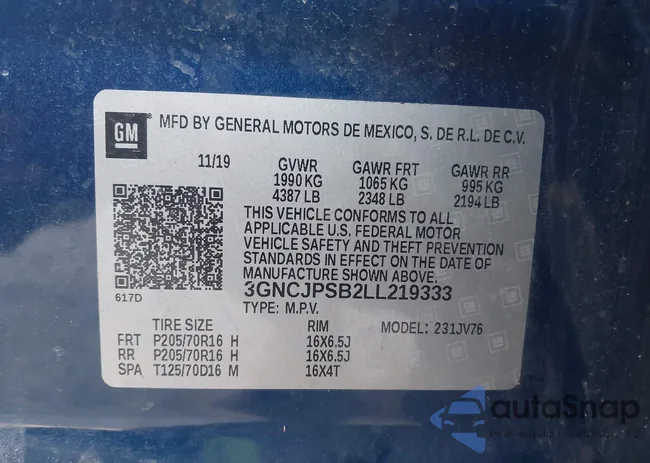 GM
MFD BY GENERAL MOTORS DE MEXICO, S. DE R.L. DE C.V.
11/19 GVWR GAWR FRT GAWR RR
1990 KG 1065 KG 995 KG
4387 LB 2348 LB 2194 LB
THIS VEHICLE CONFORMS TO ALL
APPLICABLE U.S. FEDERAL MOTOR
VEHICLE SAFETY AND THEFT PREVENTION
STANDARDS IN EFFECT ON THE DATE
OF MANUFACTURE SHOWN ABOVE.
617D
3GNCJPSB2LL219333
TYPE: M.P.V.
TIRE SIZE RIM MODEL: 231JV76
FRT P205/70R16 H 16X6.5J
RR P205/70R16 H 16X6.5J
SPA T125/70D16 M 16X4T
autoSnap